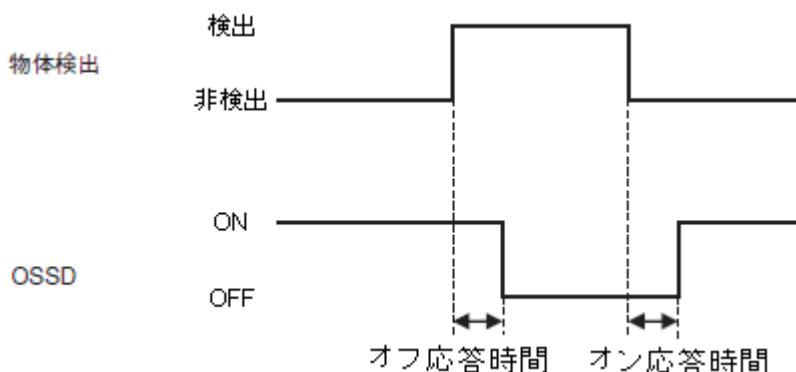 検出
物体検出
非検出
ON
OSSD
OFF
オフ応答時間
オン応答時間